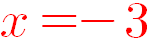 x = − 3